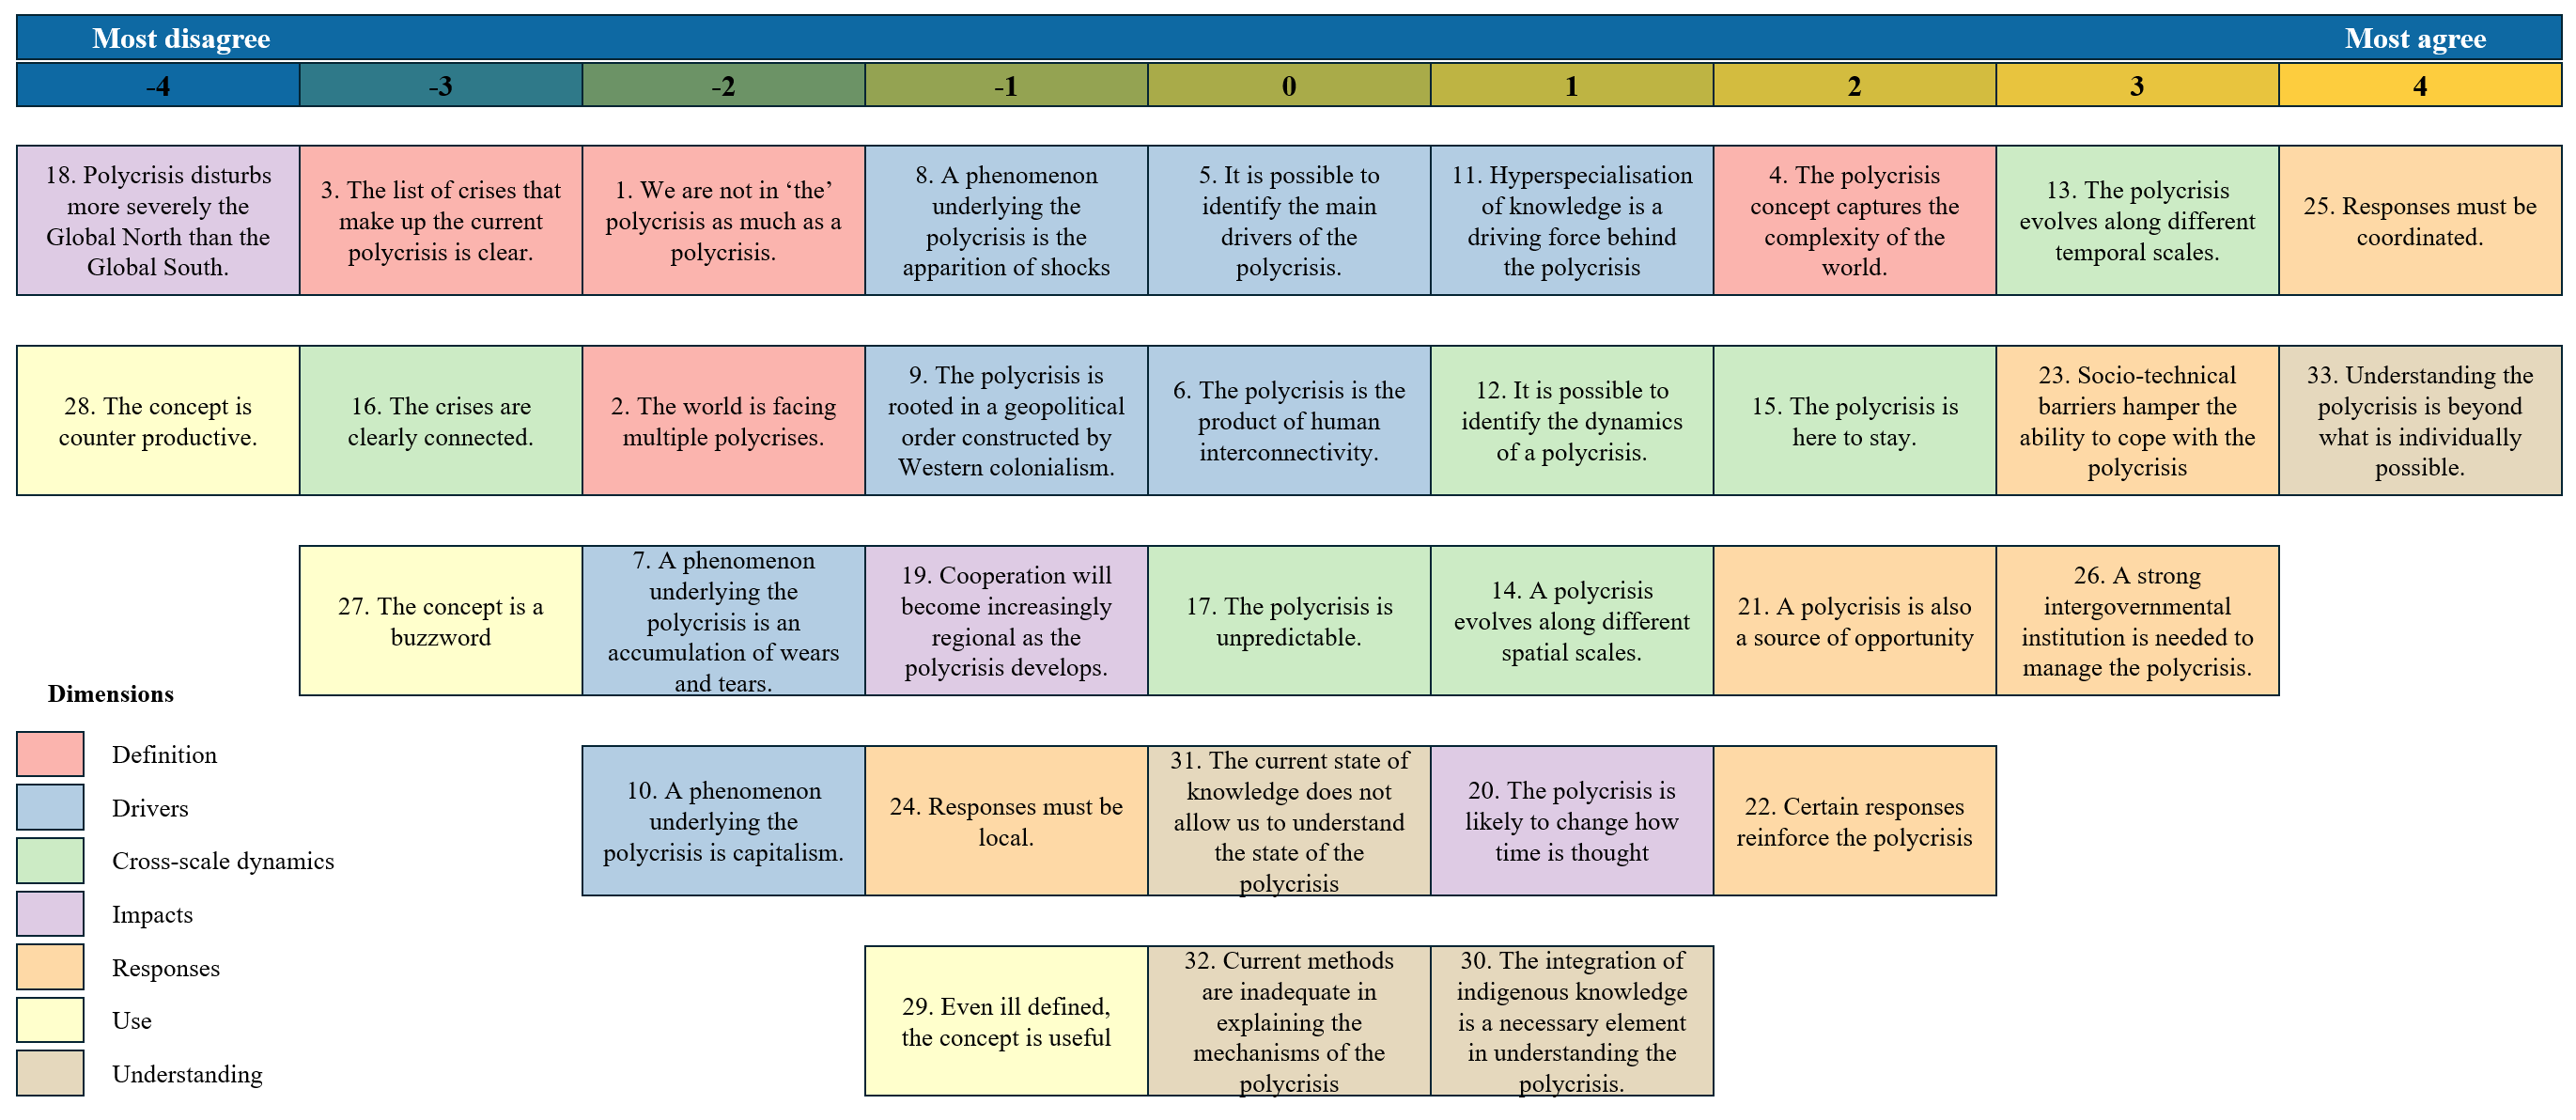 Most disagree
Most agree
-4
-3
-2
-1
0
1
2
3
4
18. Polycrisis disturbs
more severely the
Global North than the
Global South.
3. The list of crises that
make up the current
polycrisis is clear.
1. We are not in ‘the’
polycrisis as much as a
polycrisis.
8. A phenomenon
underlying the
polycrisis is the
apparition of shocks
5. It is possible to
identify the main
drivers of the
polycrisis.
11. Hyperspecialisation
of knowledge is a
driving force behind
the polycrisis
4. The polycrisis
concept captures the
complexity of the
world.
13. The polycrisis
evolves along different
temporal scales.
25. Responses must be
coordinated.
28. The concept is
counter productive.
16. The crises are
clearly connected.
2. The world is facing
multiple polycrises.
9. The polycrisis is
rooted in a geopolitical
order constructed by
Western colonialism.
6. The polycrisis is the
product of human
interconnectivity.
12. It is possible to
identify the dynamics
of a polycrisis.
15. The polycrisis is
here to stay.
23. Socio-technical
barriers hamper the
ability to cope with the
polycrisis
33. Understanding the
polycrisis is beyond
what is individually
possible.
27. The concept is a
buzzword
7. A phenomenon
underlying the
polycrisis is an
accumulation of wears
and tears.
19. Cooperation will
become increasingly
regional as the
polycrisis develops.
17. The polycrisis is
unpredictable.
14. A polycrisis
evolves along different
spatial scales.
21. A polycrisis is also
a source of opportunity
26. A strong
intergovernmental
institution is needed to
manage the polycrisis.
10. A phenomenon
underlying the
polycrisis is capitalism.
24. Responses must be
local.
31. The current state of
knowledge does not
allow us to understand
the state of the
polycrisis
20. The polycrisis is
likely to change how
time is thought
22. Certain responses
reinforce the polycrisis
29. Even ill defined,
the concept is useful
32. Current methods
are inadequate in
explaining the
mechanisms of the
polycrisis
30. The integration of
indigenous knowledge
is a necessary element
in understanding the
polycrisis.
Dimensions
Definition
Drivers
Cross-scale dynamics
Impacts
Responses
Use
Understanding